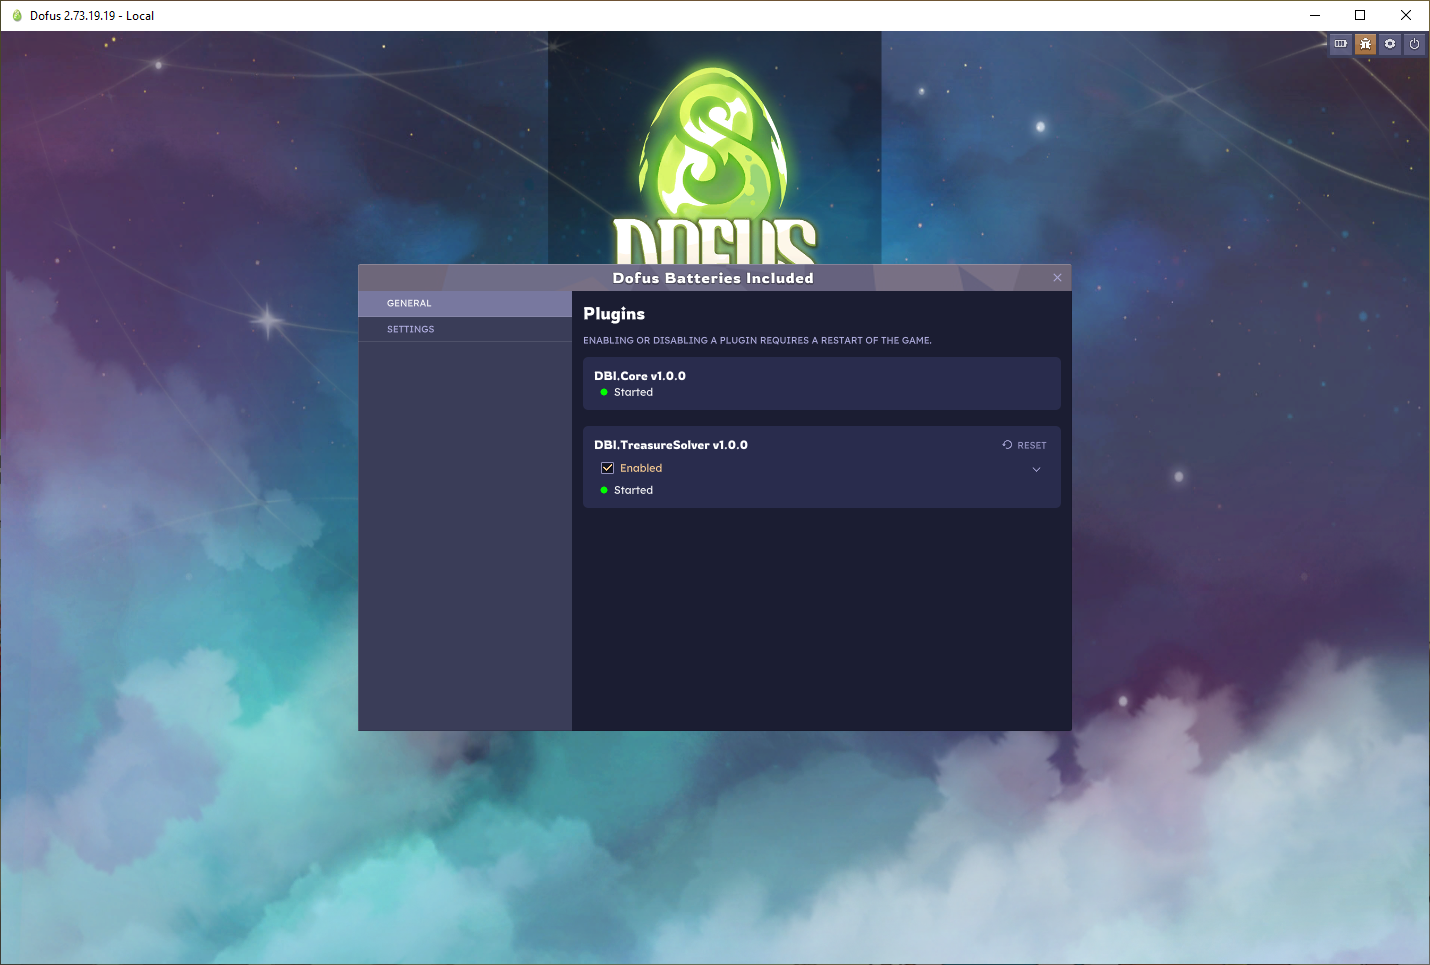 Dofus 2.73.19.19 - Local
DOFUS
Dofus Batteries Included
GENERAL
SETTINGS
Plugins
ENABLING OR DISABLING A PLUGIN REQUIRES A RESTART OF THE GAME.
DBI.Core v1.0.0
Started
DBI.TreasureSolver v1.0.0
RESET
Enabled
Started